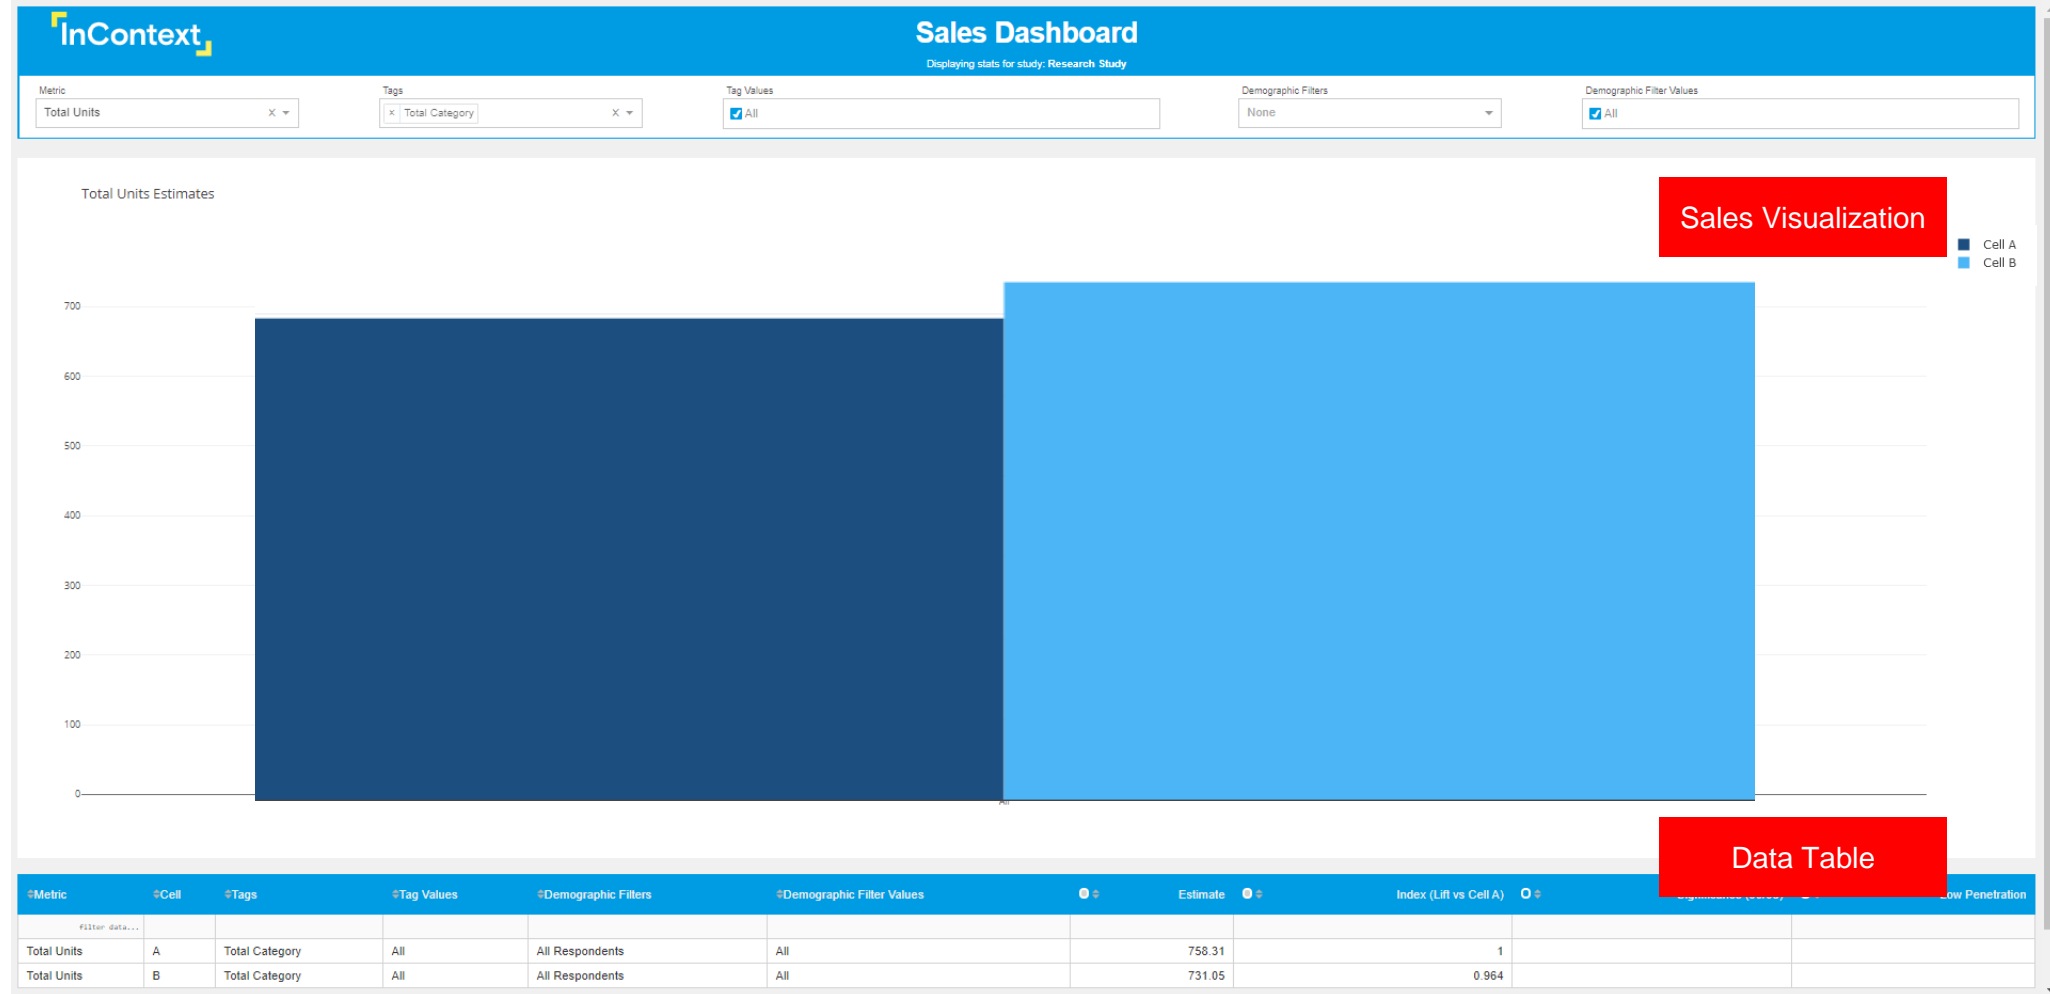 InContext
Sales Dashboard
Displaying stats for study: Research Study
Metric Tags Tag Values Demographic Filters Demographic Filter Values
Total Units x × Total Category x All None All
Total Units Estimates
Sales Visualization
Cell A
Cell B
700
600
500
400
300
200
100
0
All
Data Table
Metric Cell Tags Tag Values Demographic Filters Demographic Filter Values Estimate Index (Lift vs Cell A) Low Penetration
filter data...
Total Units A Total Category All All Respondents All 758.31 1
Total Units B Total Category All All Respondents All 731.05 0.964